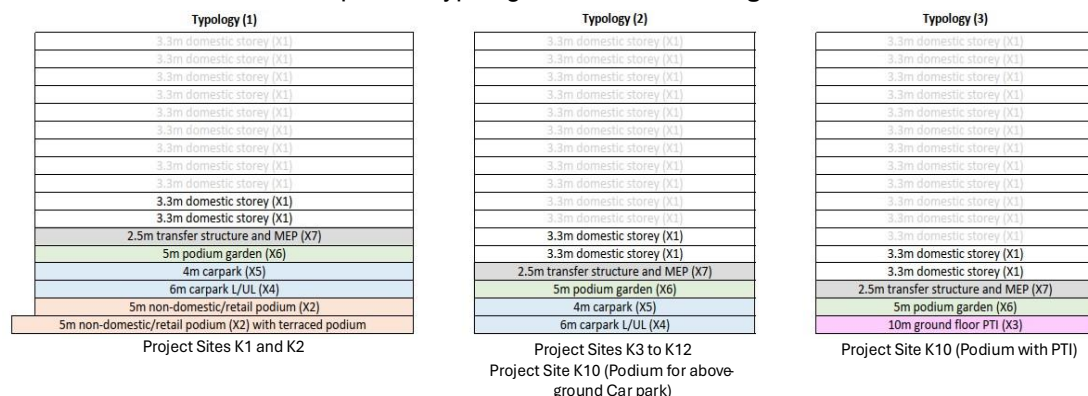 Typology (1)
3.3m domestic storey (X1)
3.3m domestic storey (X1)
3.3m domestic storey (X1)
3.3m domestic storey (X1)
3.3m domestic storey (X1)
3.3m domestic storey (X1)
3.3m domestic storey (X1)
3.3m domestic storey (X1)
3.3m domestic storey (X1)
3.3m domestic storey (X1)
3.3m domestic storey (X1)
2.5m transfer structure and MEP (X7)
5m podium garden (X6)
4m carpark (X5)
6m carpark L/UL (X4)
5m non-domestic/retail podium (X2)
5m non-domestic/retail podium (X2) with terraced podium
Project Sites K1 and K2
Typology (2)
3.3m domestic storey (X1)
3.3m domestic storey (X1)
3.3m domestic storey (X1)
3.3m domestic storey (X1)
3.3m domestic storey (X1)
3.3m domestic storey (X1)
3.3m domestic storey (X1)
3.3m domestic storey (X1)
3.3m domestic storey (X1)
3.3m domestic storey (X1)
3.3m domestic storey (X1)
3.3m domestic storey (X1)
3.3m domestic storey (X1)
2.5m transfer structure and MEP (X7)
5m podium garden (X6)
4m carpark (X5)
6m carpark L/UL (X4)
Project Sites K3 to K12
Project Site K10 (Podium for above-
ground Car park)
Typology (3)
3.3m domestic storey (X1)
3.3m domestic storey (X1)
3.3m domestic storey (X1)
3.3m domestic storey (X1)
3.3m domestic storey (X1)
3.3m domestic storey (X1)
3.3m domestic storey (X1)
3.3m domestic storey (X1)
3.3m domestic storey (X1)
3.3m domestic storey (X1)
3.3m domestic storey (X1)
3.3m domestic storey (X1)
3.3m domestic storey (X1)
3.3m domestic storey (X1)
2.5m transfer structure and MEP (X7)
5m podium garden (X6)
10m ground floor PTI (X3)
Project Site K10 (Podium with PTI)